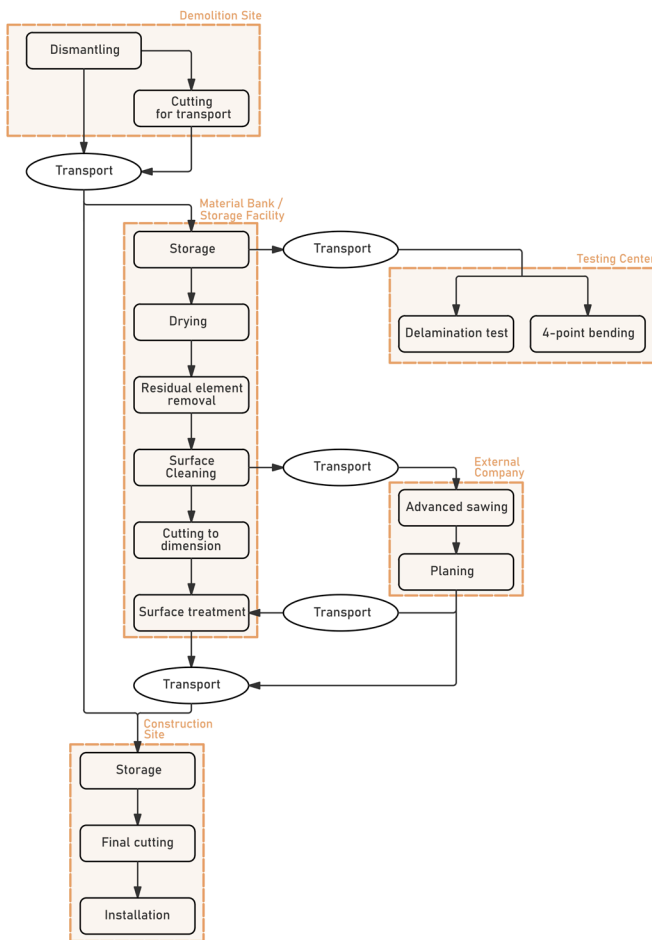 Demolition Site
Dismantling
Cutting
for transport
Transport
Material Bank /
Storage Facility
Storage
Transport
Testing Center
Drying
Delamination test
4-point bending
Residual element
removal
Surface
Cleaning
Transport
External
Company
Advanced sawing
Cutting to
dimension
Planing
Surface treatment
Transport
Transport
Construction
Site
Storage
Final cutting
Installation